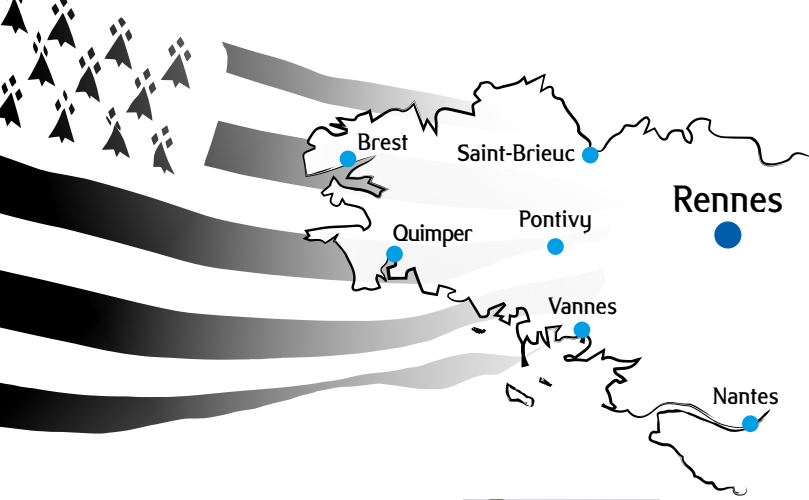 Brest
Saint-Brieuc
Rennes
Pontivy
Quimper
Vannes
Nantes